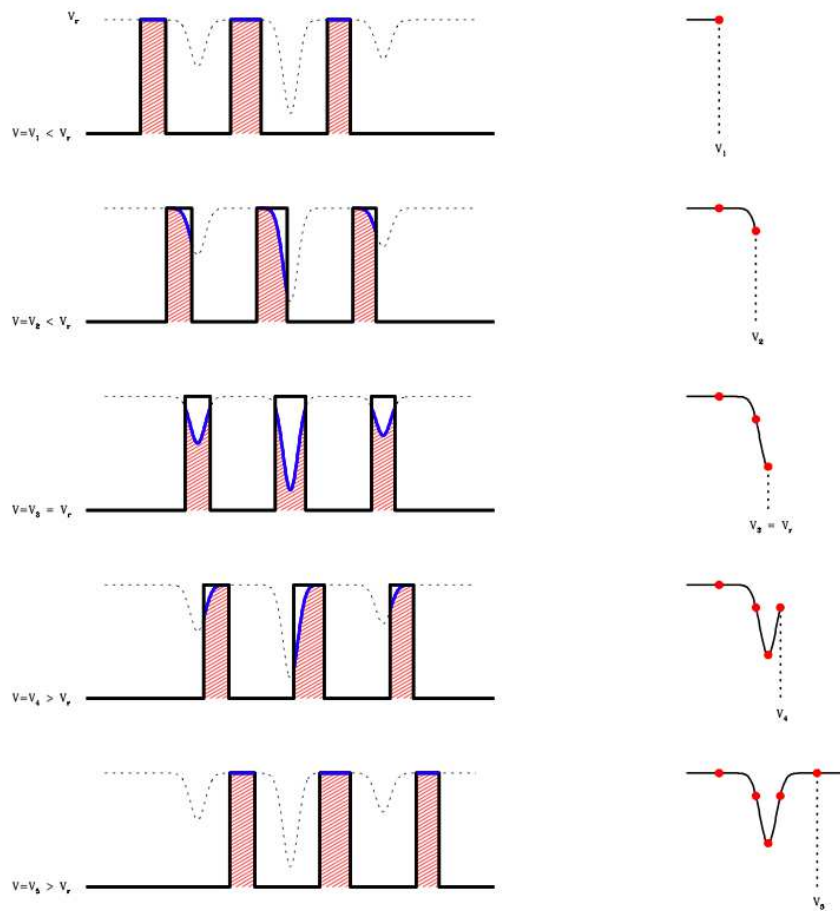 Vr
V=V1 < Vr
V1
V=V2 < Vr
V2
V=V3 = Vr
V3 = Vr
V=V4 > Vr
V4
V=V5 > Vr
V5